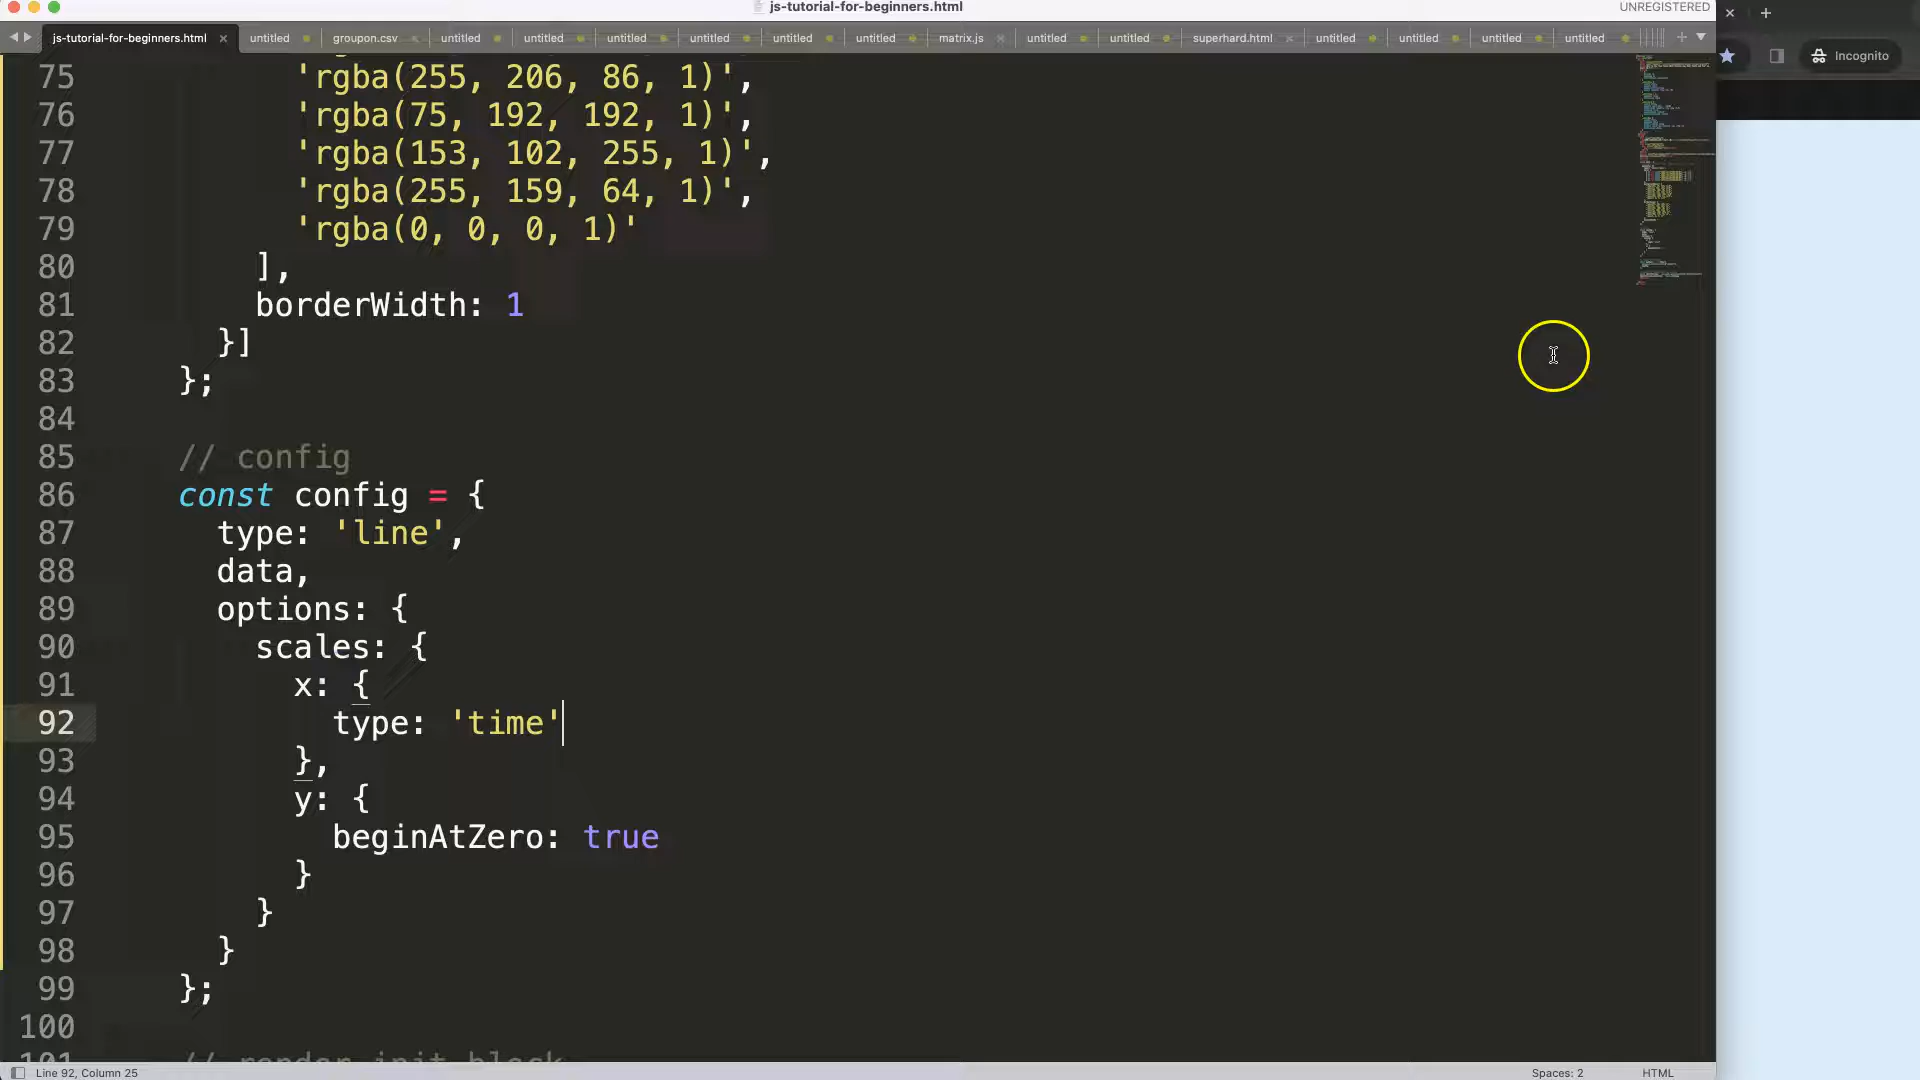 js-tutorial-for-beginners.html
UNREGISTERED
js-tutorial-for-beginners.html untitled groupon.csv untitled untitled untitled untitled untitled untitled matrix.js untitled untitled superhard.html untitled untitled untitled untitled
Incognito
75 'rgba(255, 206, 86, 1)',
76 'rgba(75, 192, 192, 1)',
77 'rgba(153, 102, 255, 1)',
78 'rgba(255, 159, 64, 1)',
79 'rgba(0, 0, 0, 1)'
80 ],
81 borderWidth: 1
82 }]
83 };
84
85 // config
86 const config = {
87 type: 'line',
88 data,
89 options: {
90 scales: {
91 x: {
92 type: 'time'
93 },
94 y: {
95 beginAtZero: true
96 }
97 }
98 }
99 };
100
101 // render init block
Line 92, Column 25
Spaces: 2
HTML